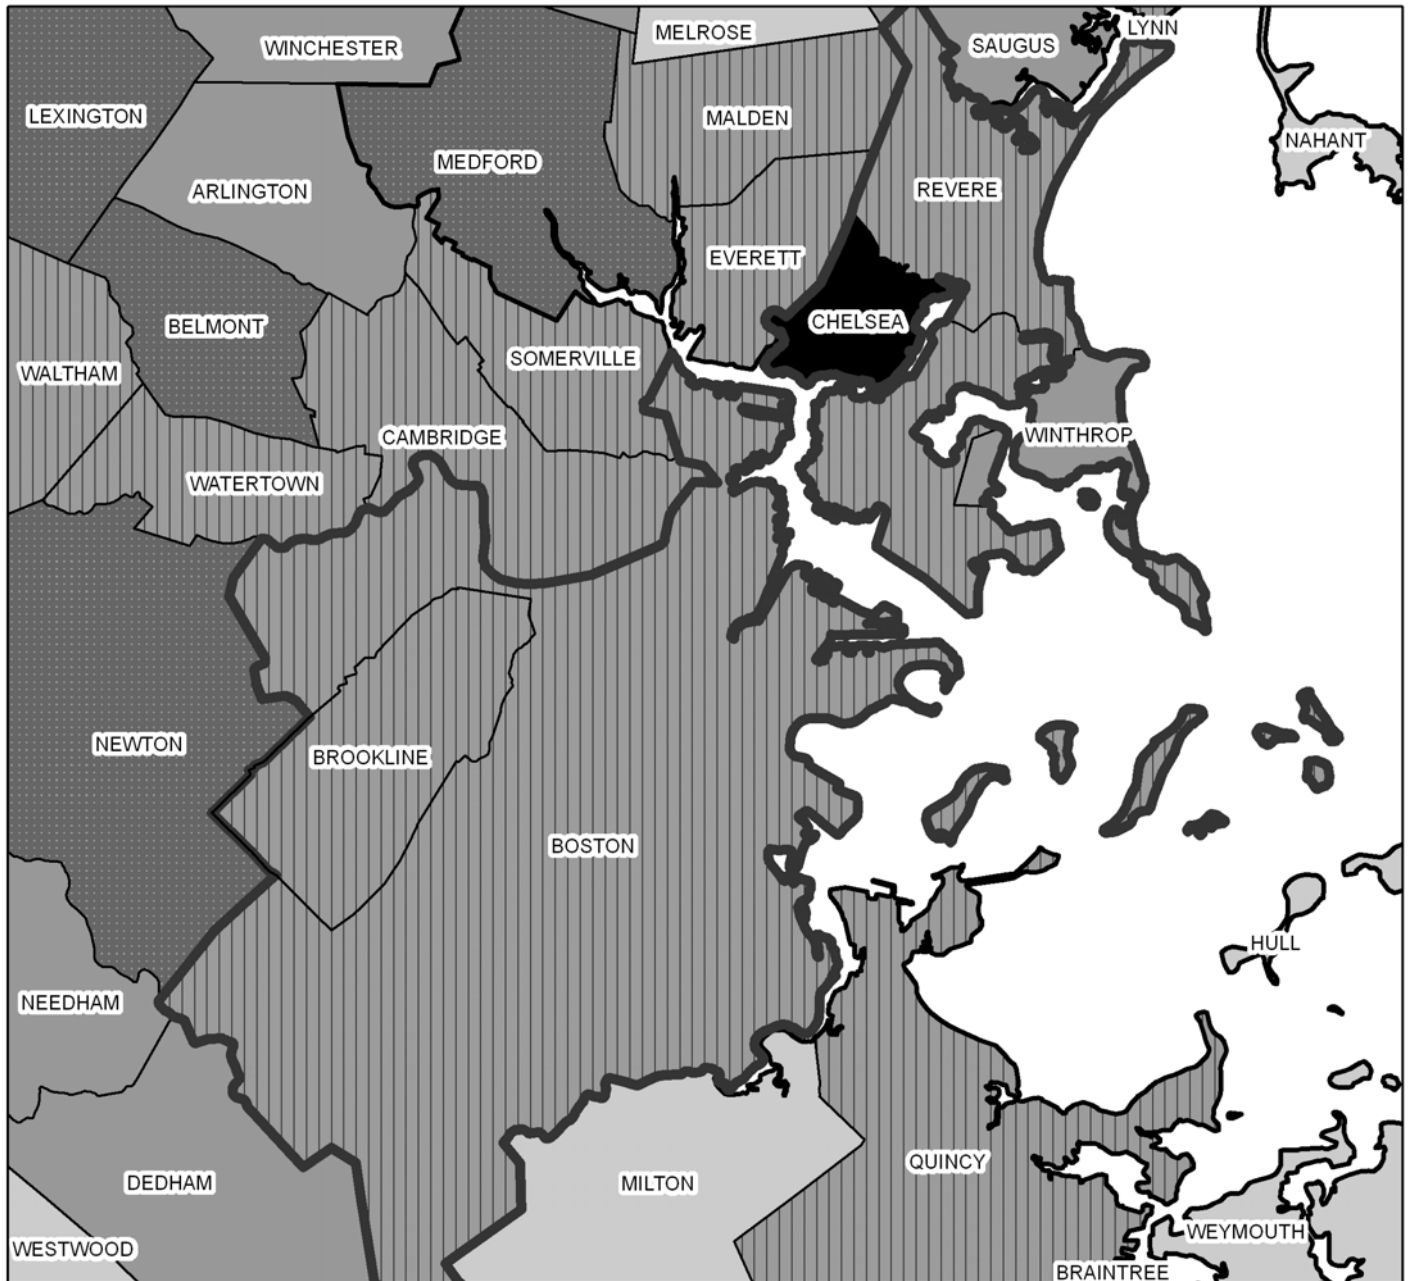 LYNN
MELROSE
SAUGUS
WINCHESTER
LEXINGTON
MALDEN
NAHANT
MEDFORD
ARLINGTON
REVERE
EVERETT
CHELSEA
BELMONT
SOMERVILLE
WALTHAM
WINTHROP
CAMBRIDGE
WATERTOWN
NEWTON
BROOKLINE
BOSTON
HULL
NEEDHAM
QUINCY
DEDHAM
MILTON
WEYMOUTH
WESTWOOD
BRAINTREE